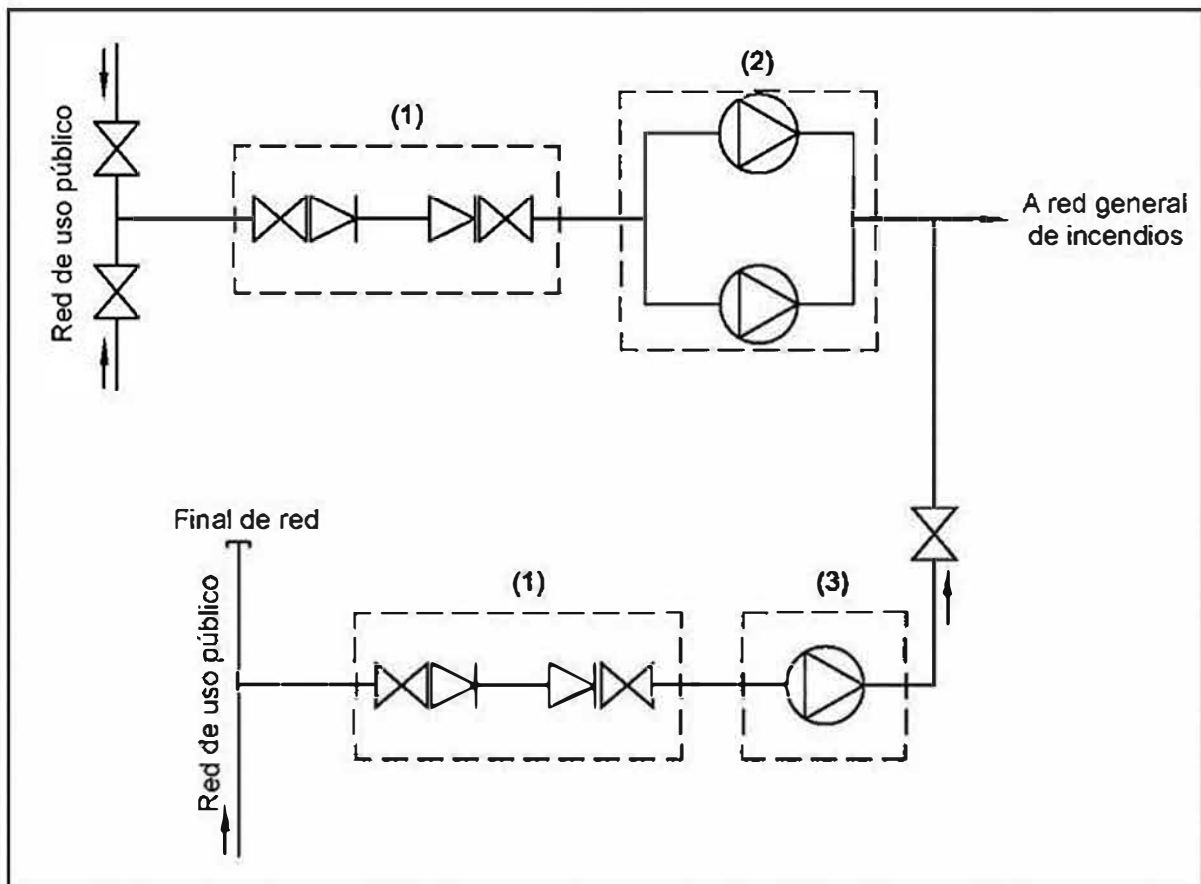 (2)
(1)
Red de uso público
A red general
de incendios
Final de red
(1)
(3)
Red de uso público